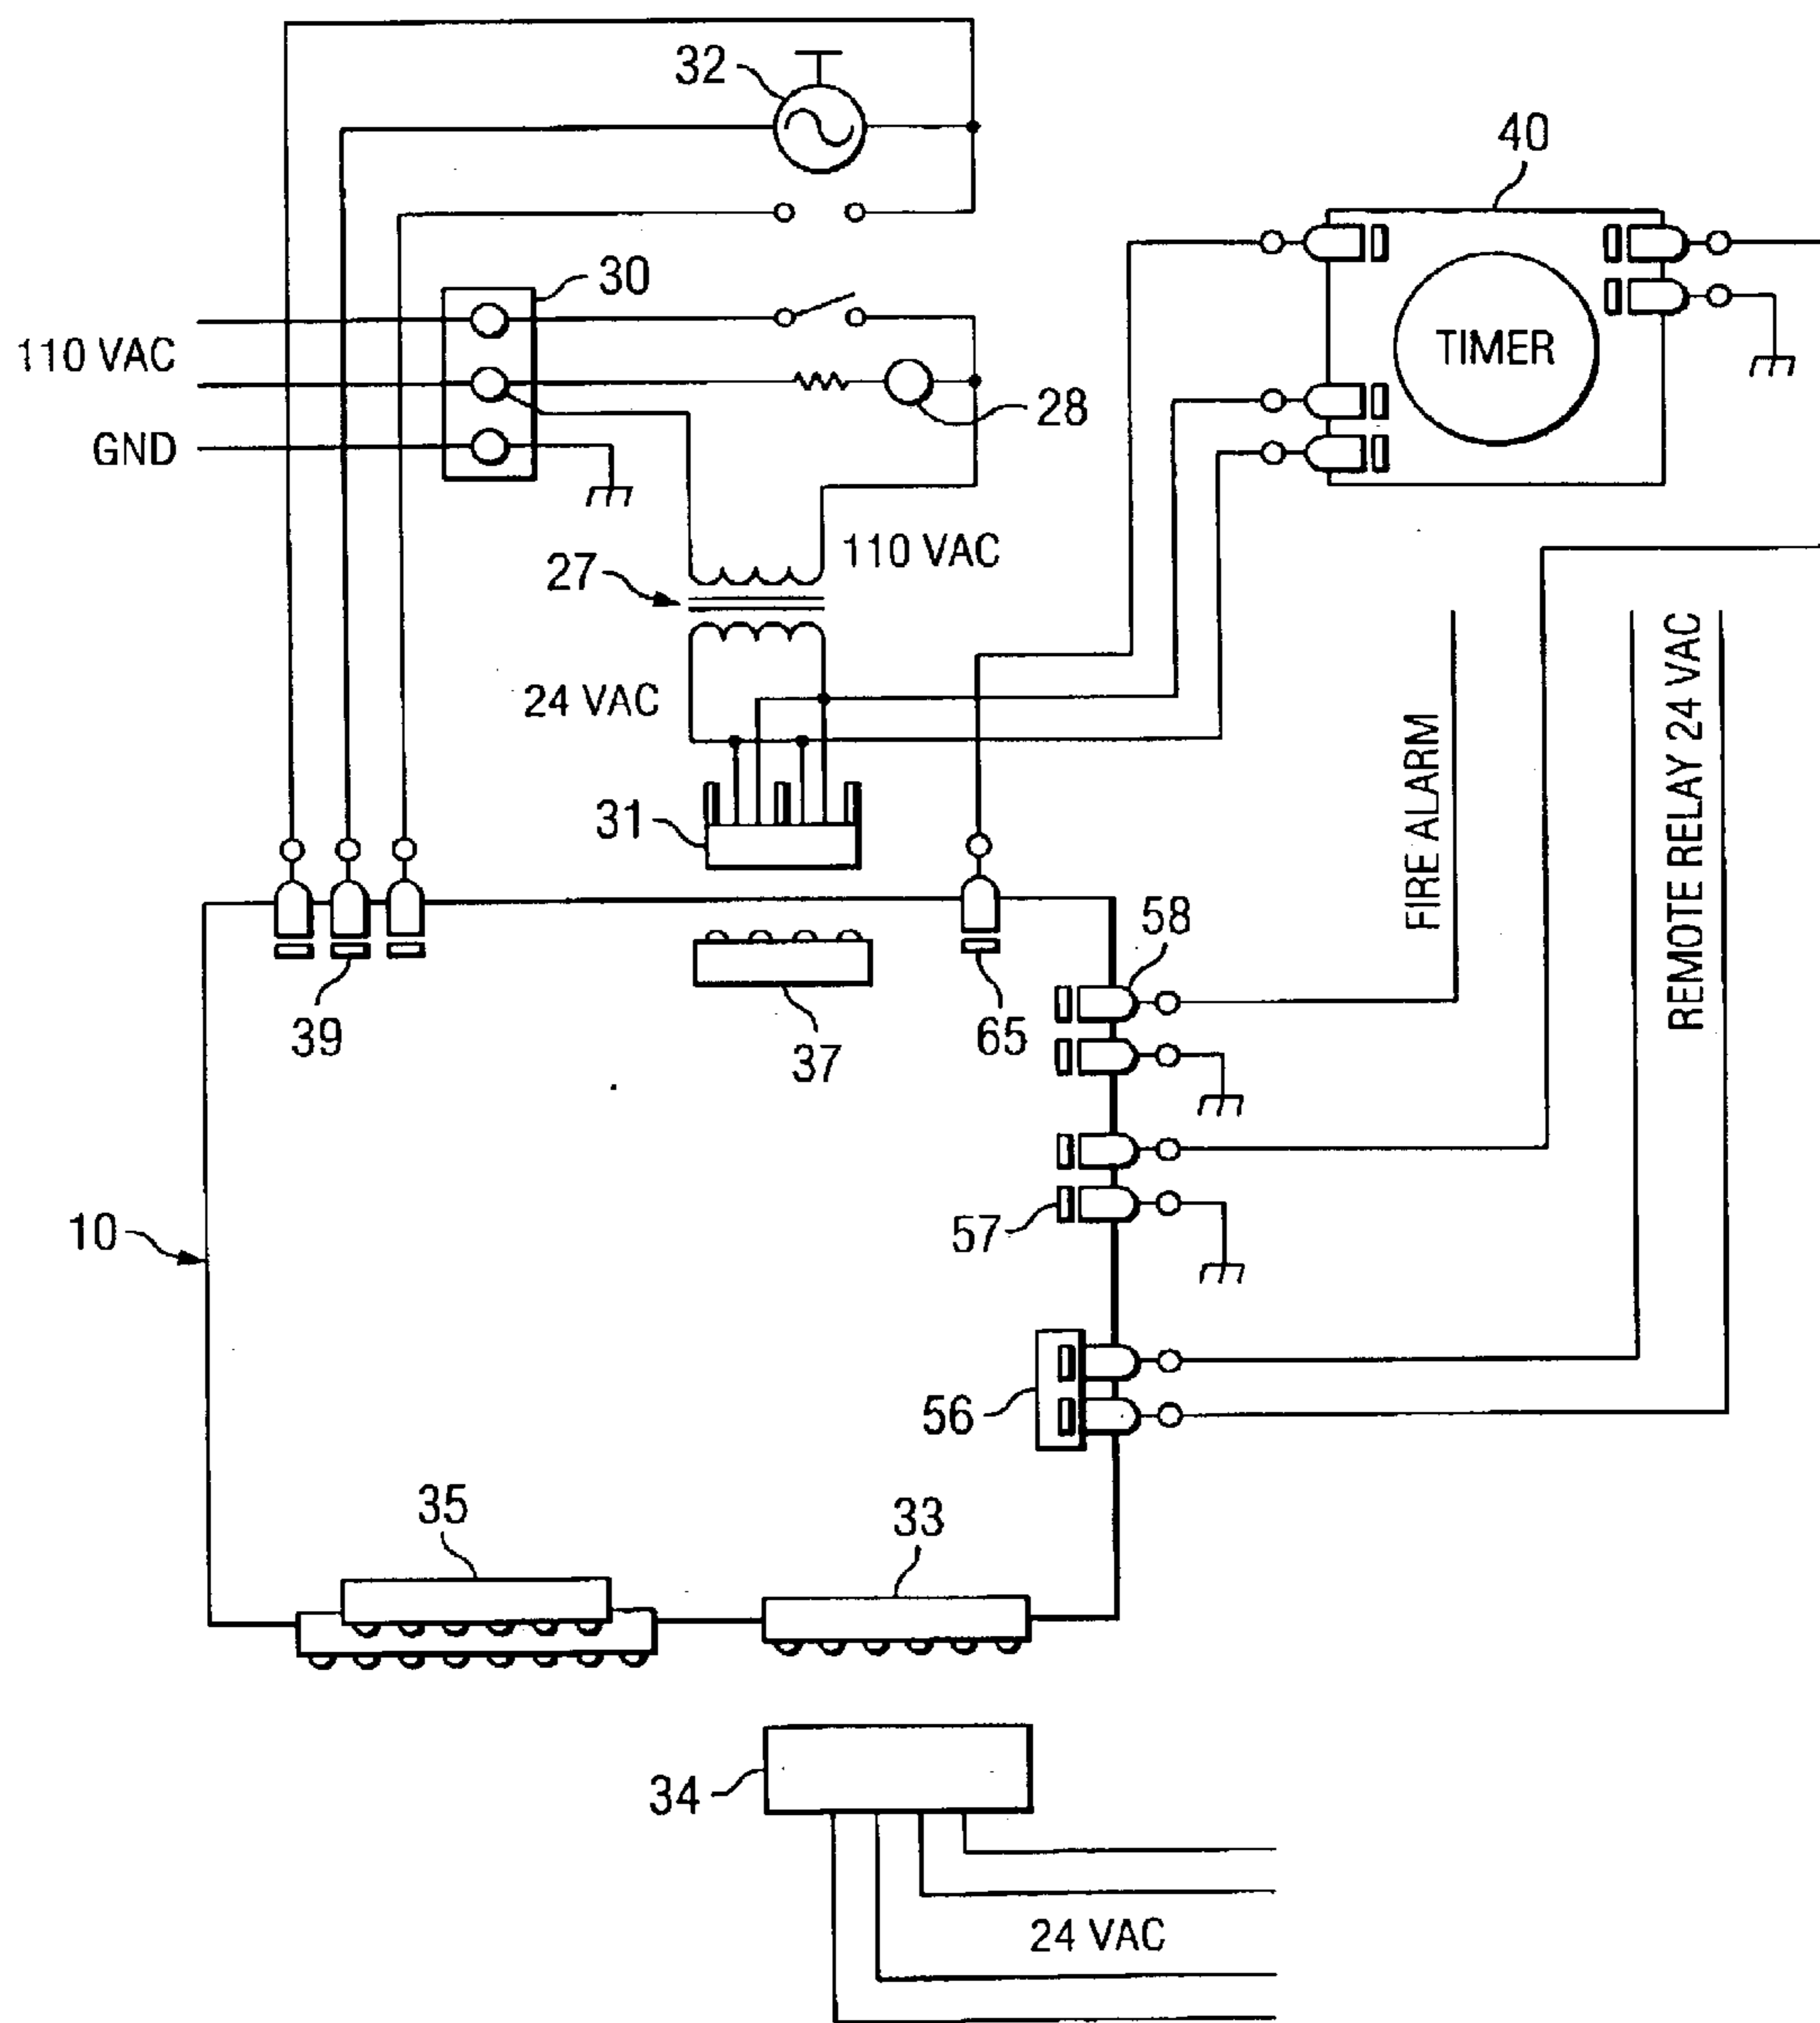 32
40
30
110 VAC
TIMER
28
GND
110 VAC
27
24 VAC
FIRE ALARM
REMOTE RELAY 24 VAC
31
58
39
37
65
57
10
56
35
33
34
24 VAC